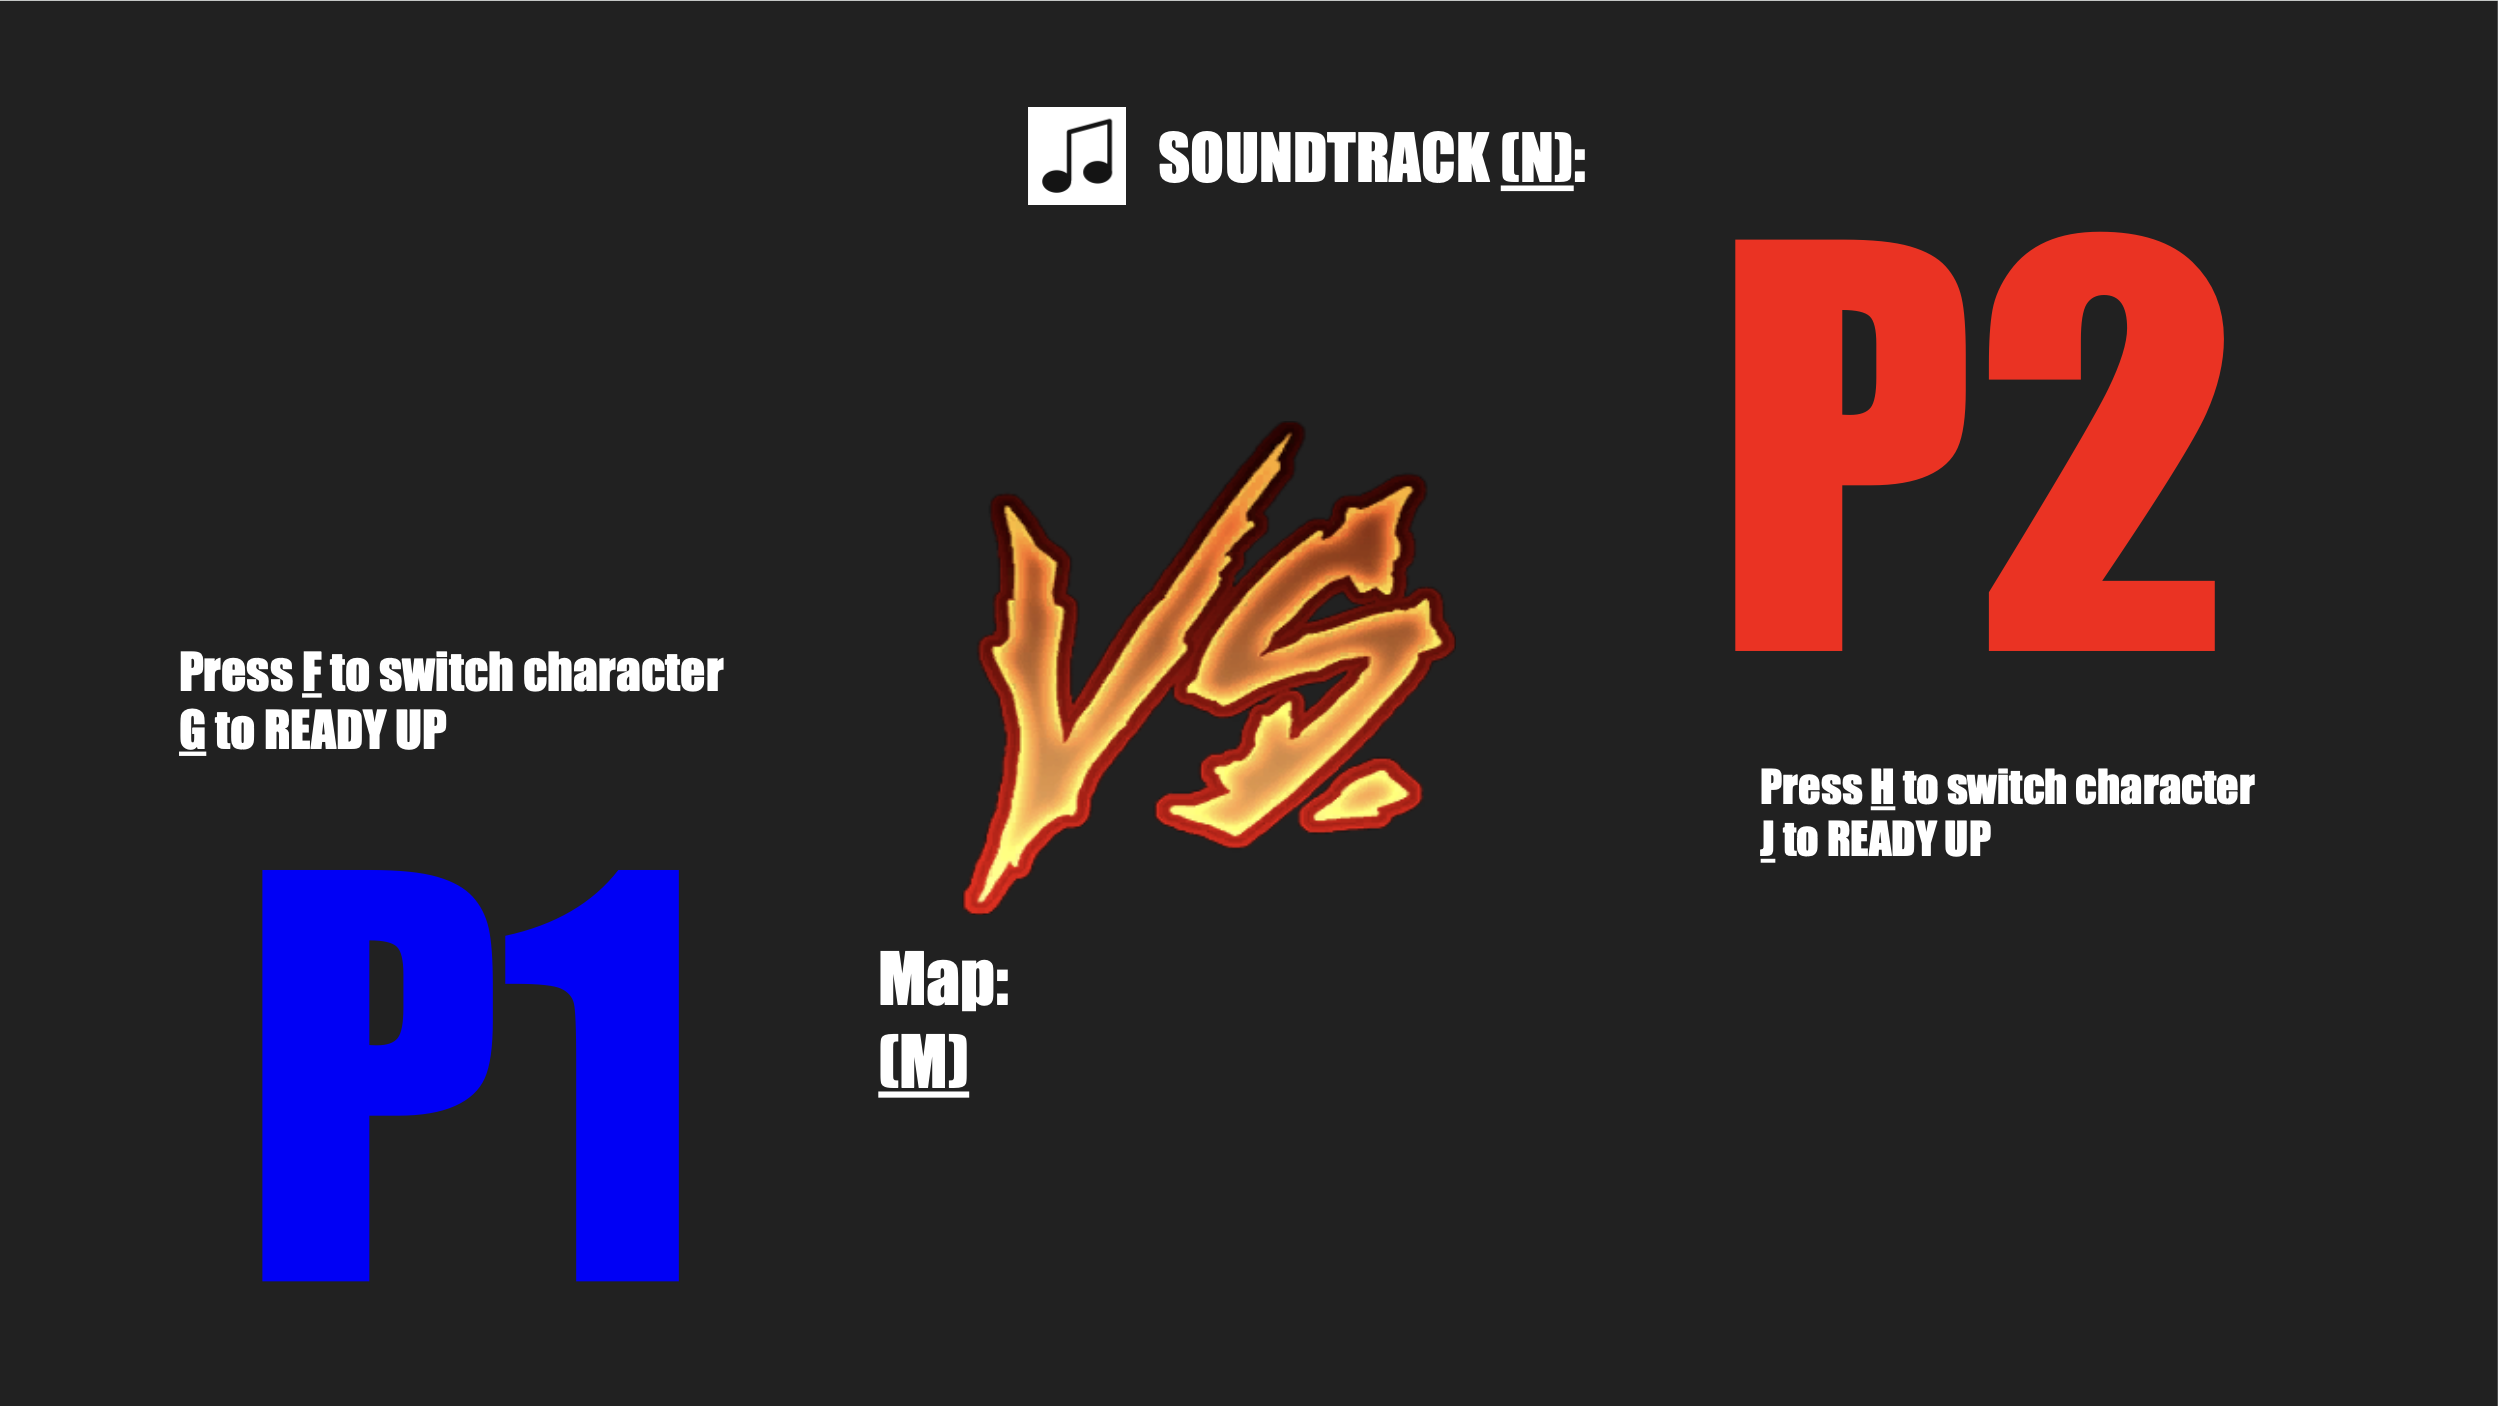 SOUNDTRACK (N):
P2
VS.
Press F to switch character
G to READY UP
Press H to switch character
J to READY UP
P1
Map:
(M)